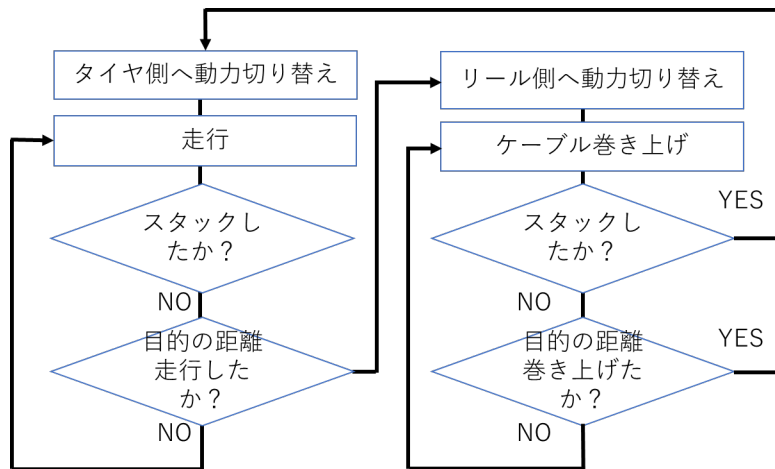 タイヤ側へ動力切り替え
走行
スタックし
たか？
NO
目的の距離
走行した
か？
NO
リール側へ動力切り替え
ケーブル巻き上げ
スタックし
たか？
YES
NO
目的の距離
巻き上げた
か？
YES
NO